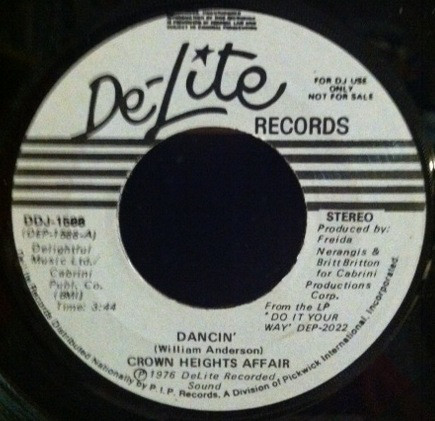 De-Lite
RECORDS
FOR DJ USE
ONLY
NOT FOR SALE
DDJ-1588
(DEP-1588-A)
Delightful
Music Ltd./
Cabrini
Publ. Co.
(BMI)
Time: 3:44
STEREO
Produced by:
Freida
Nerangis &
Britt Britton
for Cabrini
Productions
Corp.
From the LP
"DO IT YOUR
WAY" DEP-2022
DANCIN'
(William Anderson)
CROWN HEIGHTS AFFAIR
Ⓟ 1976 DeLite Recorded
Sound
De-Lite Records Distributed Nationally by P.I.P. Records, A Division of Pickwick International, Incorporated.